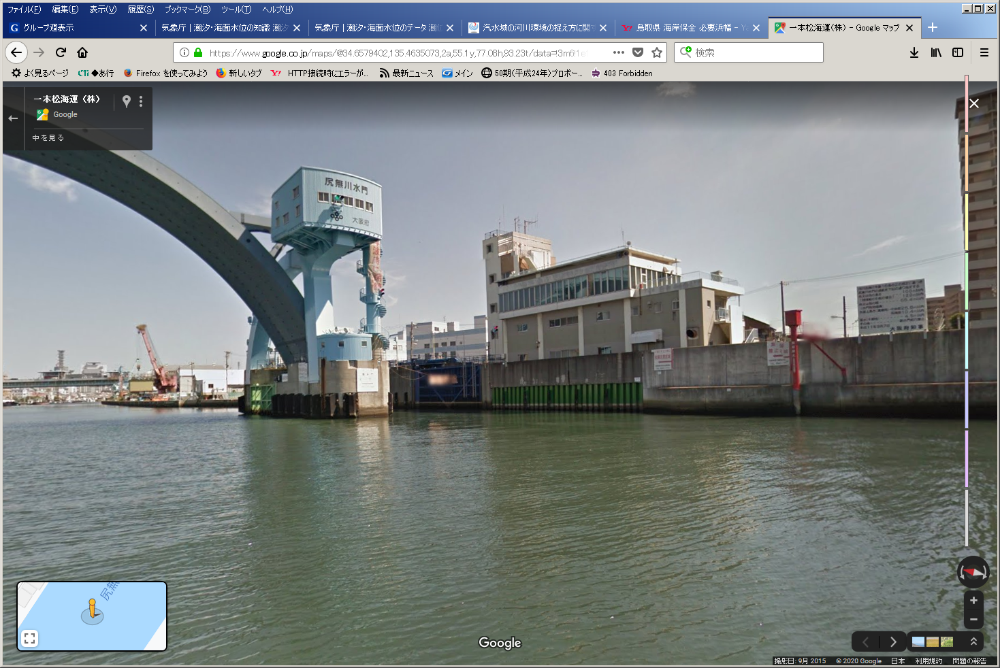 ファイル(F) 編集(E) 表示(V) 履歴(S) ブックマーク(B) ツール(T) ヘルプ(H)
グループ週表示
気象庁｜潮汐・海面水位の知識 潮汐
気象庁｜潮汐・海面水位のデータ 潮位
汽水域の河川環境の捉え方に関す
鳥取県 海岸保全 必要浜幅 - Y
一本松海運（株） - Google マップ
https://www.google.co.jp/maps/@34.6579402,135.4635073,2a,55.1y,77.08h,93.23t/data=!3m6!1e
検索
よく見るページ
CTi ◆あ行
Firefox を使ってみよう
新しいタブ
HTTP接続時にエラーが…
最新ニュース
メイン
50期(平成24年)プロポー…
403 Forbidden
一本松海運（株）
Google
中を見る
尻無川水門
大阪府
大阪府知事
尻無
Google
撮影日: 9月 2015 © 2020 Google 日本 利用規約 問題の報告